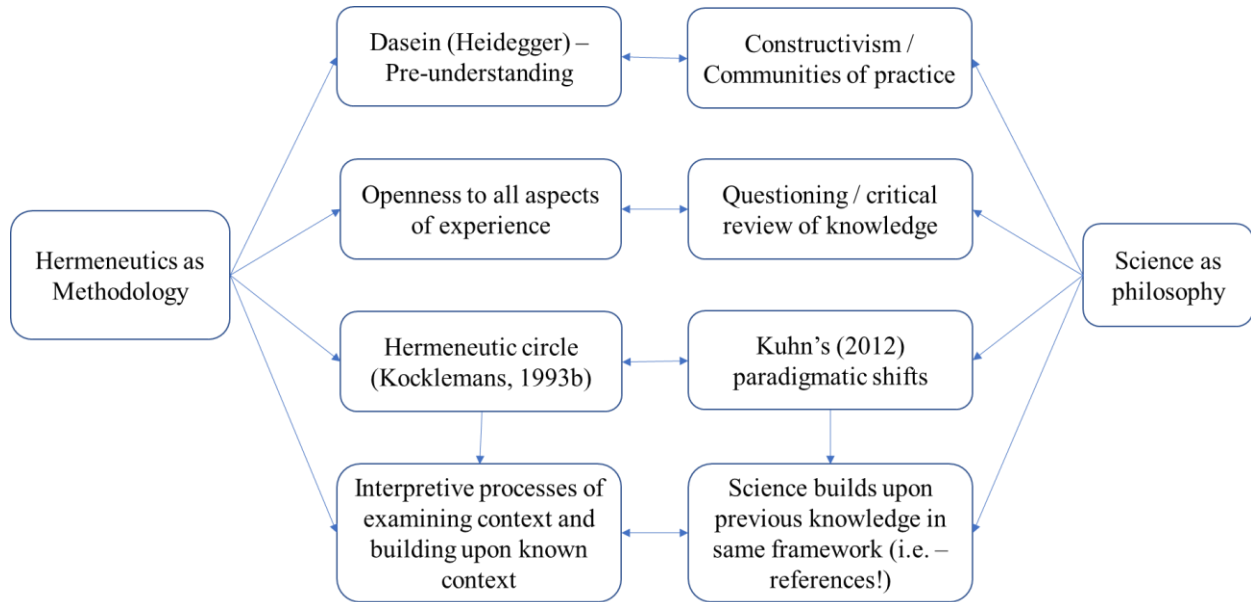 Dasein (Heidegger) –
Pre-understanding
Constructivism /
Communities of practice
Openness to all aspects
of experience
Questioning / critical
review of knowledge
Hermeneutics as
Methodology
Science as
philosophy
Hermeneutic circle
(Kocklemans, 1993b)
Kuhn’s (2012)
paradigmatic shifts
Interpretive processes of
examining context and
building upon known
context
Science builds upon
previous knowledge in
same framework (i.e. –
references!)